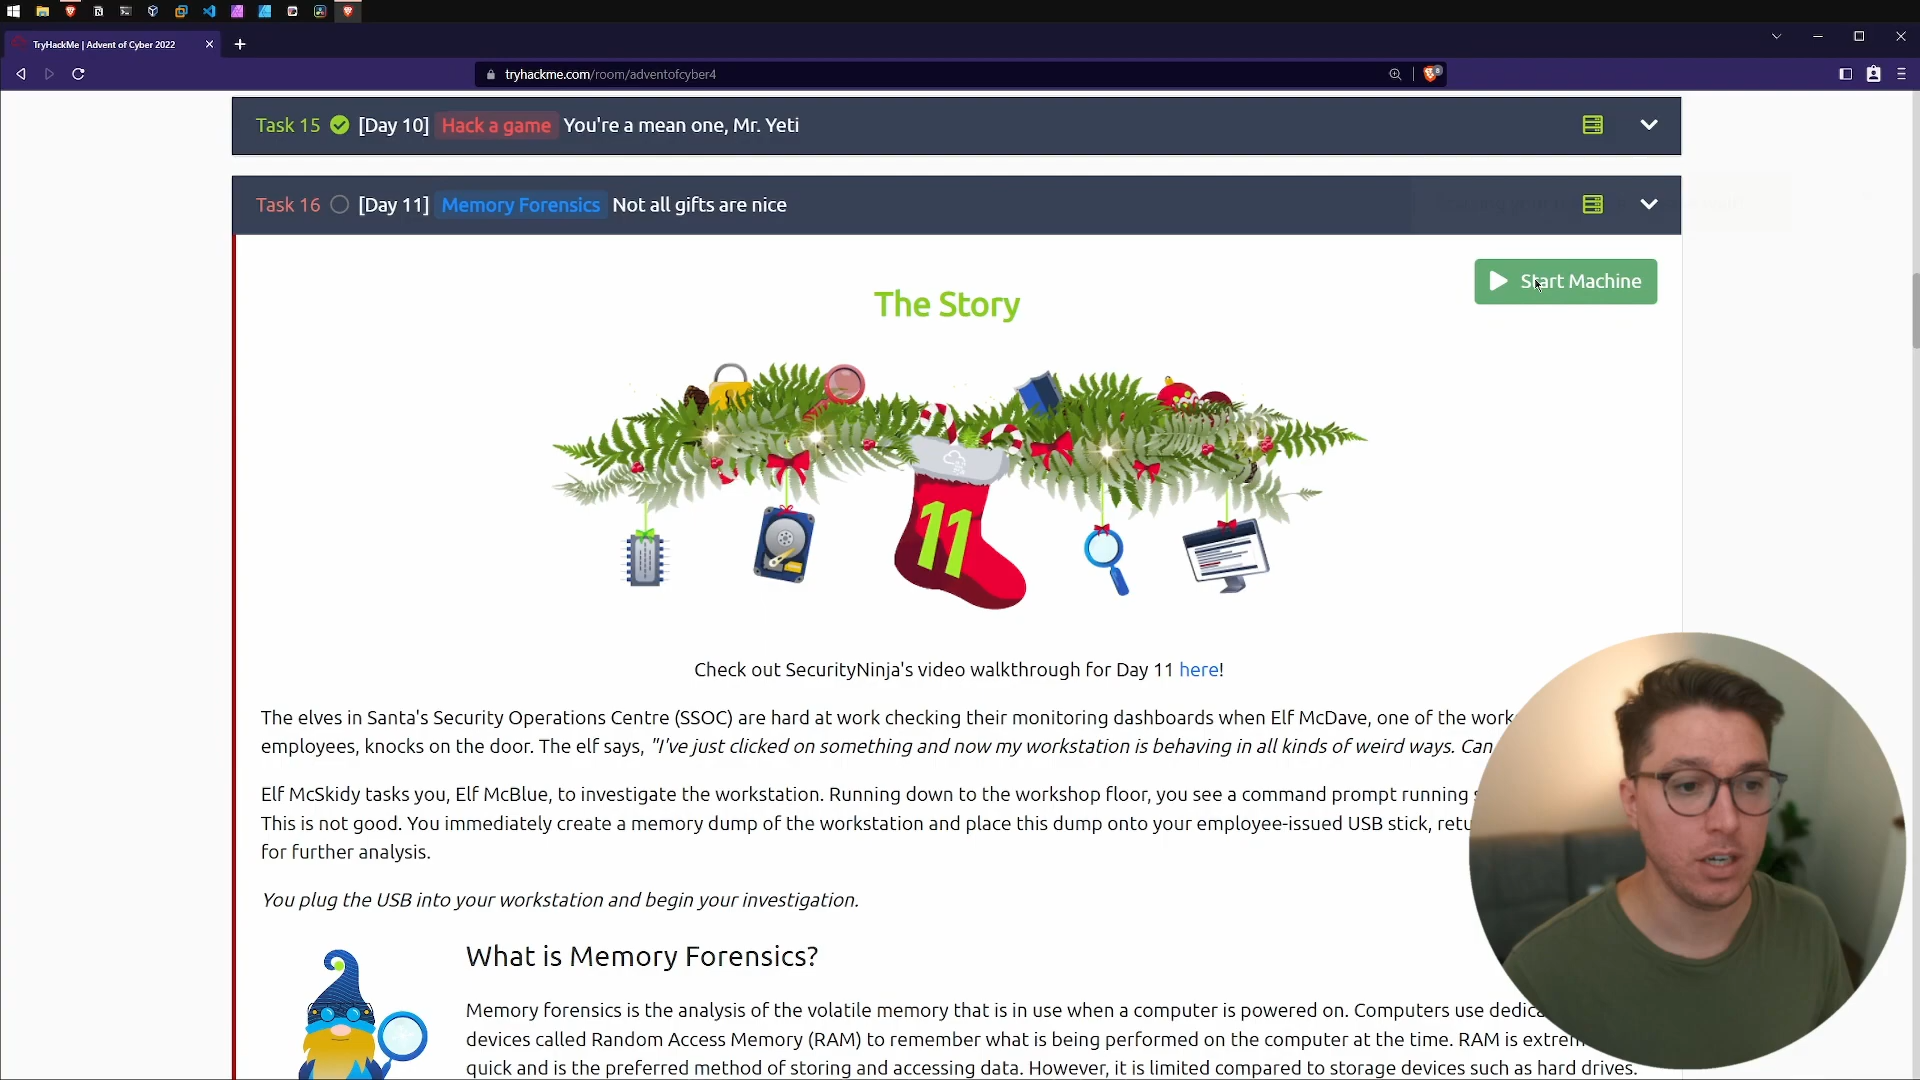 TryHackMe | Advent of Cyber 2022
tryhackme.com/room/adventofcyber4
Task 15 [Day 10] Hack a game You're a mean one, Mr. Yeti
Task 16 [Day 11] Memory Forensics Not all gifts are nice
Start Machine
The Story
11
Check out SecurityNinja's video walkthrough for Day 11 here!
The elves in Santa's Security Operations Centre (SSOC) are hard at work checking their monitoring dashboards when Elf McDave, one of the work
employees, knocks on the door. The elf says, "I've just clicked on something and now my workstation is behaving in all kinds of weird ways. Can
Elf McSkidy tasks you, Elf McBlue, to investigate the workstation. Running down to the workshop floor, you see a command prompt running
This is not good. You immediately create a memory dump of the workstation and place this dump onto your employee-issued USB stick,
for further analysis.
You plug the USB into your workstation and begin your investigation.
What is Memory Forensics?
Memory forensics is the analysis of the volatile memory that is in use when a computer is powered on. Computers use
devices called Random Access Memory (RAM) to remember what is being performed on the computer at the time. RAM is
quick and is the preferred method of storing and accessing data. However, it is limited compared to storage devices such as hard drives.